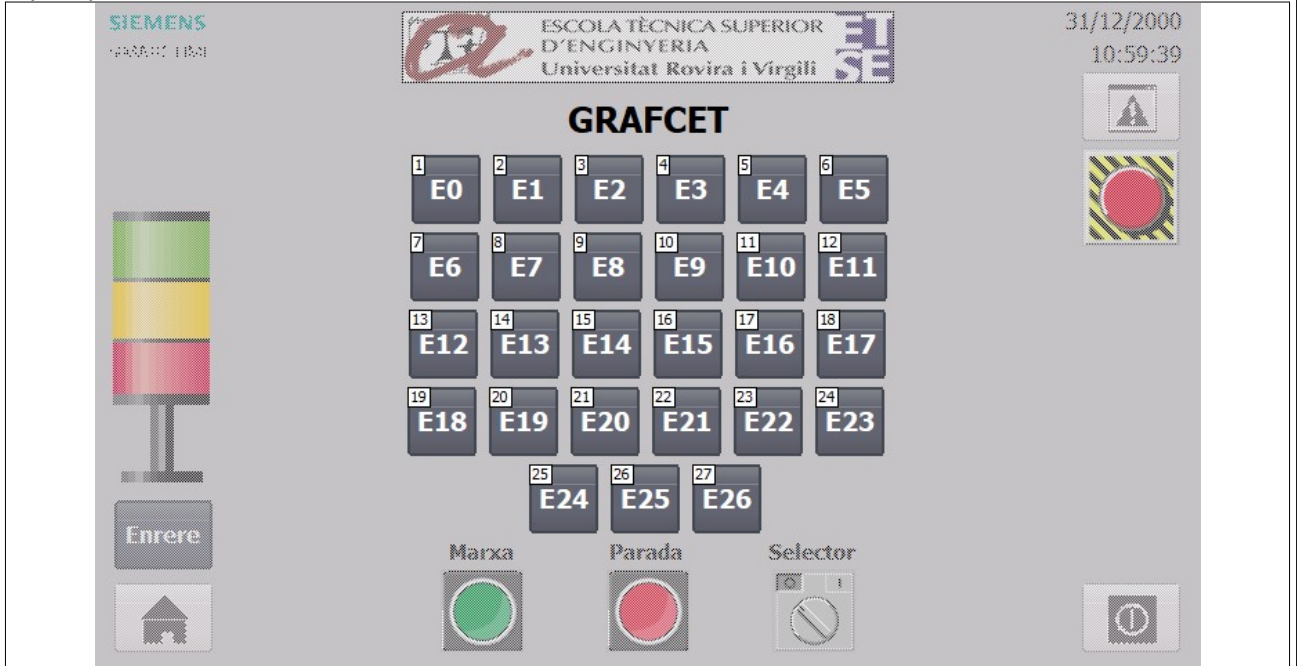 SIEMENS
31/12/2000
10:59:39
ESCOLA TÈCNICA SUPERIOR
D'ENGINYERIA
Universitat Rovira i Virgili
ETSE
GRAFCET
1 2 3 4 5 6
E0 E1 E2 E3 E4 E5
7 8 9 10 11 12
E6 E7 E8 E9 E10 E11
13 14 15 16 17 18
E12 E13 E14 E15 E16 E17
19 20 21 22 23 24
E18 E19 E20 E21 E22 E23
25 26 27
E24 E25 E26
Enrere
Marxa Parada Selector
O I